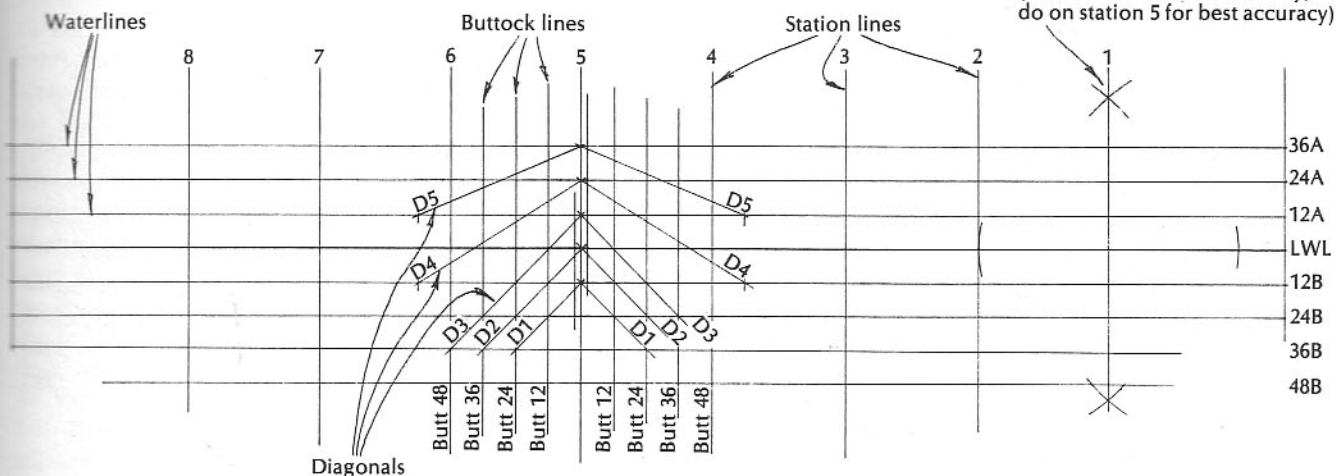 do on station 5 for best accuracy)
Waterlines
Buttock lines
Station lines
8 7 6 5 4 3 2 1
36A
24A
D5 D5 12A
LWL
D4 D4 12B
D3 D2 D1 D1 D2 D3 24B
36B
48B
Butt 48 Butt 36 Butt 24 Butt 12 Butt 12 Butt 24 Butt 36 Butt 48
Diagonals